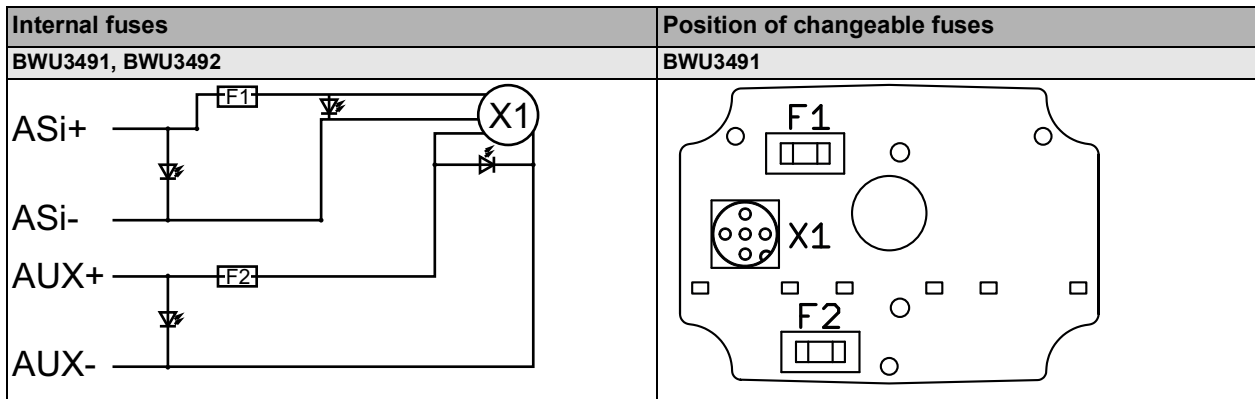 Internal fuses
Position of changeable fuses
BWU3491, BWU3492
BWU3491
F1
X1
ASi+
ASi-
AUX+
F2
AUX-
F1
X1
F2